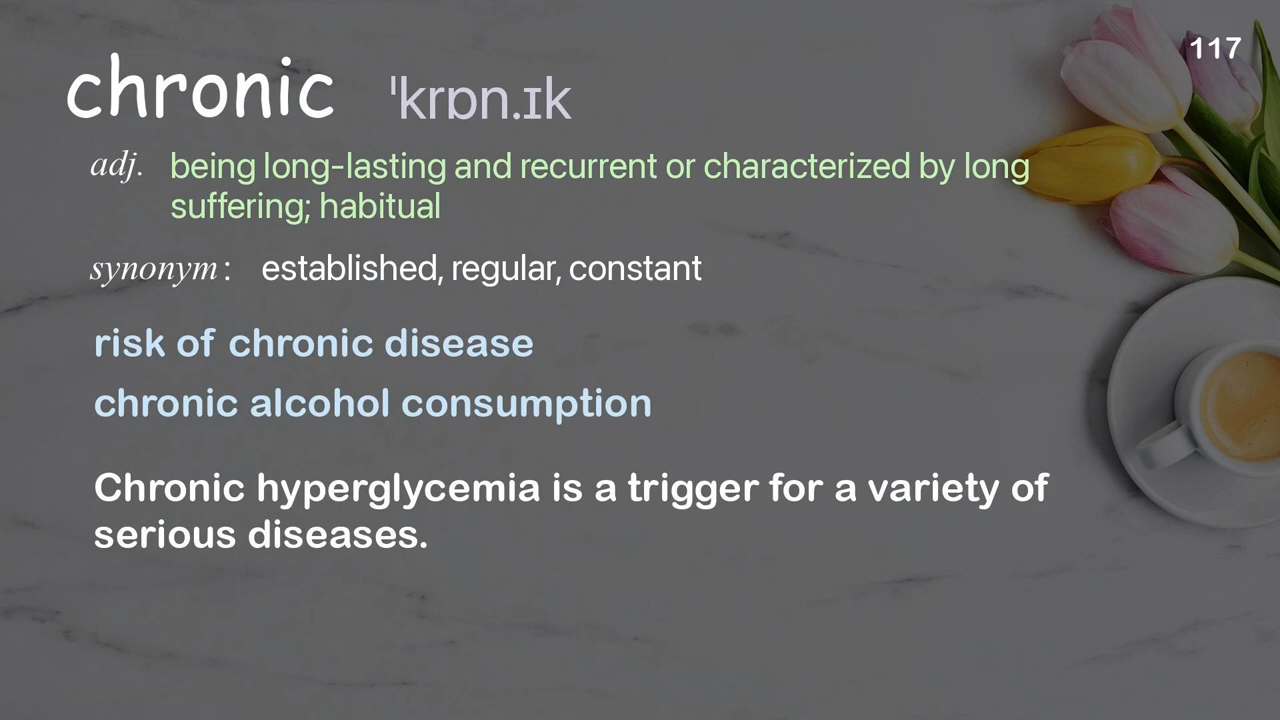 117
chronic ˈkrɒn.ɪk
adj. being long-lasting and recurrent or characterized by long
suffering; habitual
synonym : established, regular, constant
risk of chronic disease
chronic alcohol consumption
Chronic hyperglycemia is a trigger for a variety of
serious diseases.